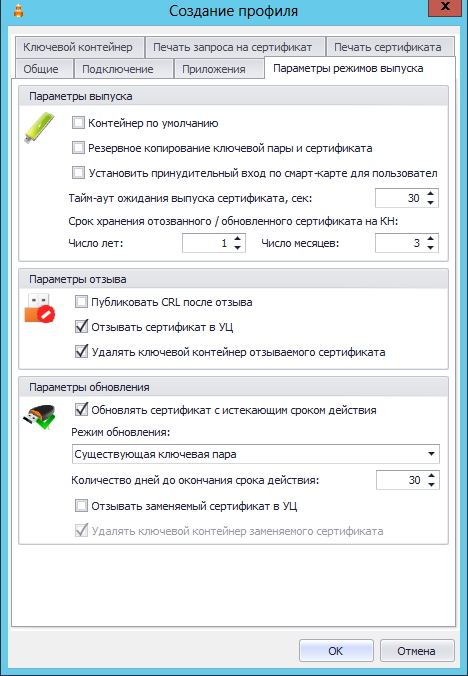 Создание профиля
x
Ключевой контейнер Печать запроса на сертификат Печать сертификата
Общие Подключение Приложения Параметры режимов выпуска
Параметры выпуска
Контейнер по умолчанию
Резервное копирование ключевой пары и сертификата
Установить принудительный вход по смарт-карте для пользовател
Тайм-аут ожидания выпуска сертификата, сек: 30
Срок хранения отозванного / обновленного сертификата на КН:
Число лет: 1 Число месяцев: 3
Параметры отзыва
Публиковать CRL после отзыва
Отзывать сертификат в УЦ
Удалять ключевой контейнер отзываемого сертификата
Параметры обновления
Обновлять сертификат с истекающим сроком действия
Режим обновления:
Существующая ключевая пара
Количество дней до окончания срока действия: 30
Отзывать заменяемый сертификат в УЦ
Удалять ключевой контейнер заменяемого сертификата
OK Отмена